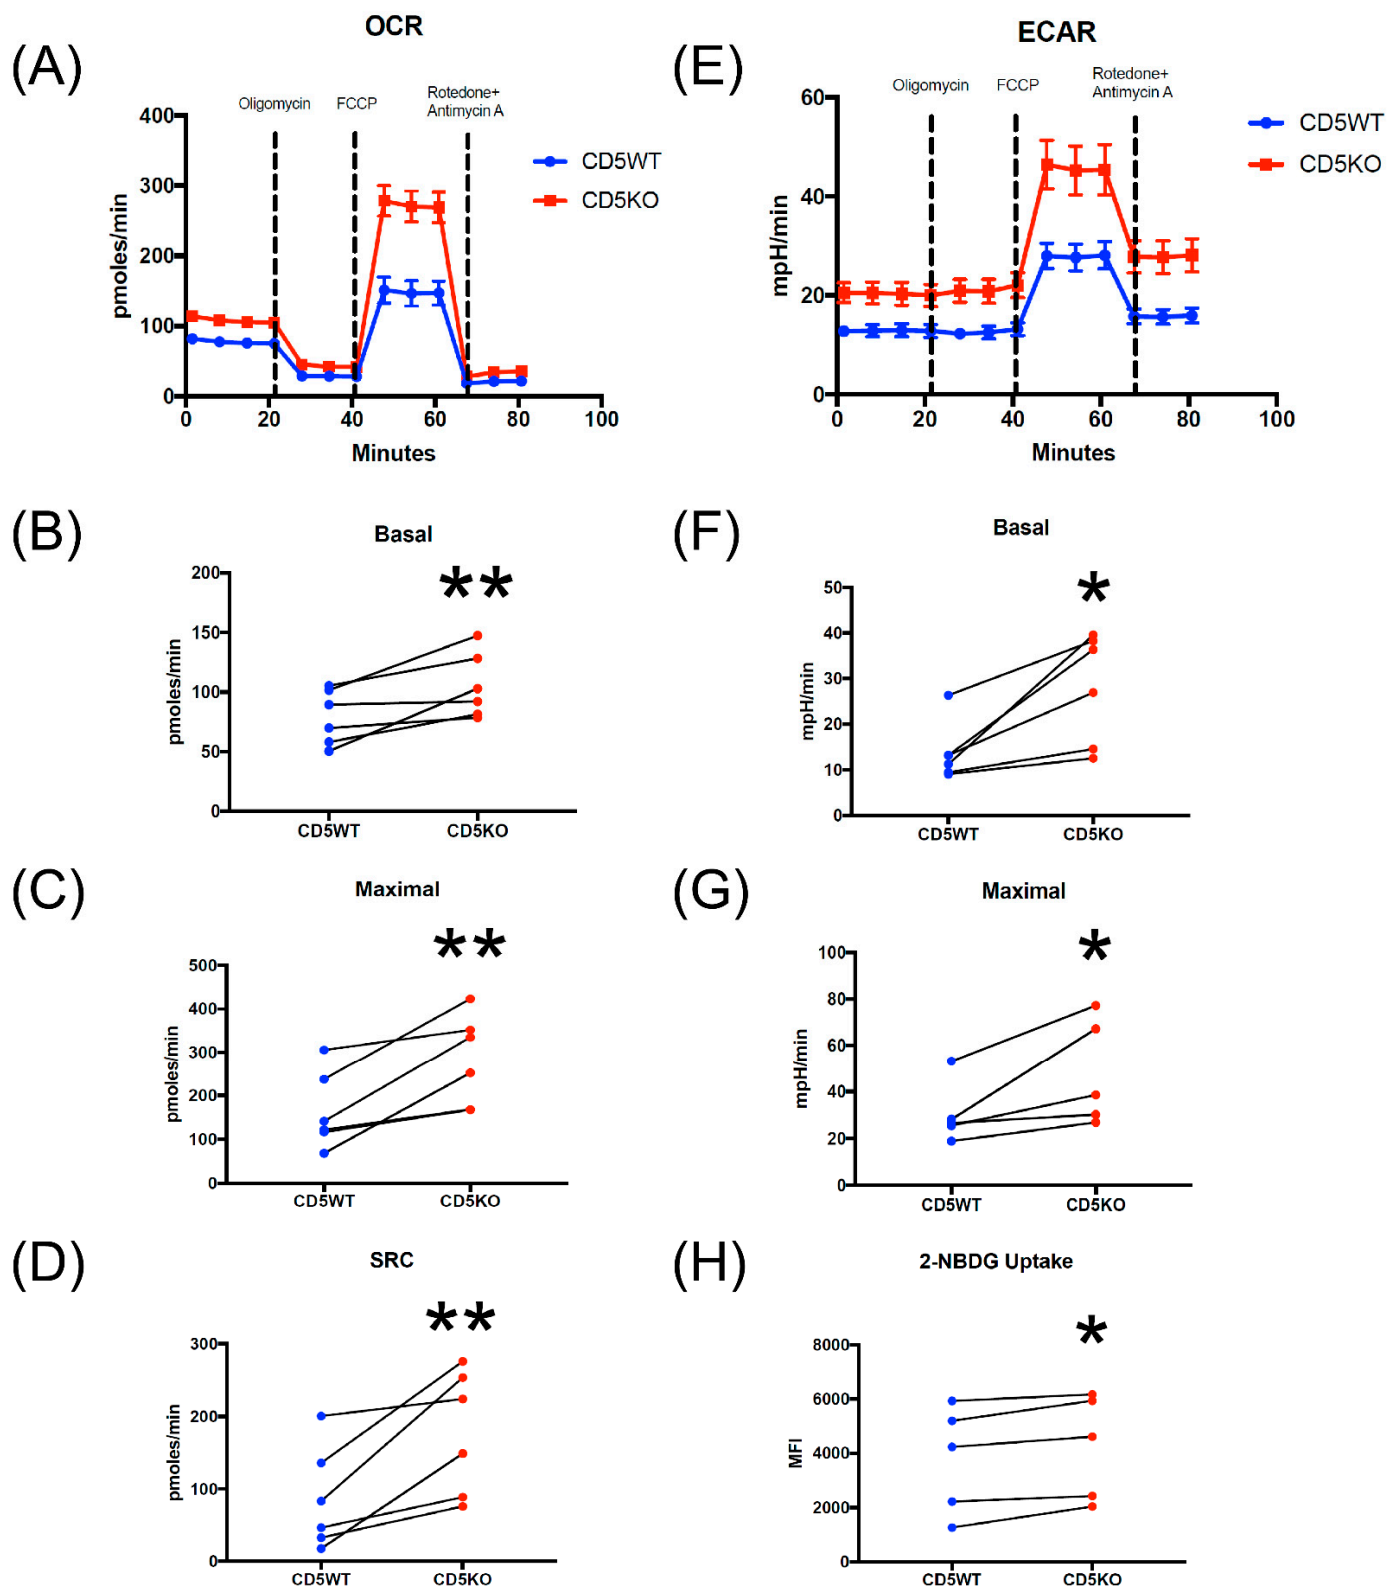 (A)
OCR
Oligomycin
FCCP
Rotedone+
Antimycin A
400
300
200
100
0
pmoles/min
0 20 40 60 80 100
Minutes
CD5WT
CD5KO
(E)
ECAR
Oligomycin
FCCP
Rotedone+
Antimycin A
60
40
20
0
mpH/min
0 20 40 60 80 100
Minutes
CD5WT
CD5KO
(B)
Basal
**
200
150
100
50
0
pmoles/min
CD5WT CD5KO
(F)
Basal
*
50
40
30
20
10
0
mpH/min
CD5WT CD5KO
(C)
Maximal
**
500
400
300
200
100
0
pmoles/min
CD5WT CD5KO
(G)
Maximal
*
100
80
60
40
20
0
mpH/min
CD5WT CD5KO
(D)
SRC
**
300
200
100
0
pmoles/min
CD5WT CD5KO
(H)
2-NBDG Uptake
*
8000
6000
4000
2000
0
MFI
CD5WT CD5KO